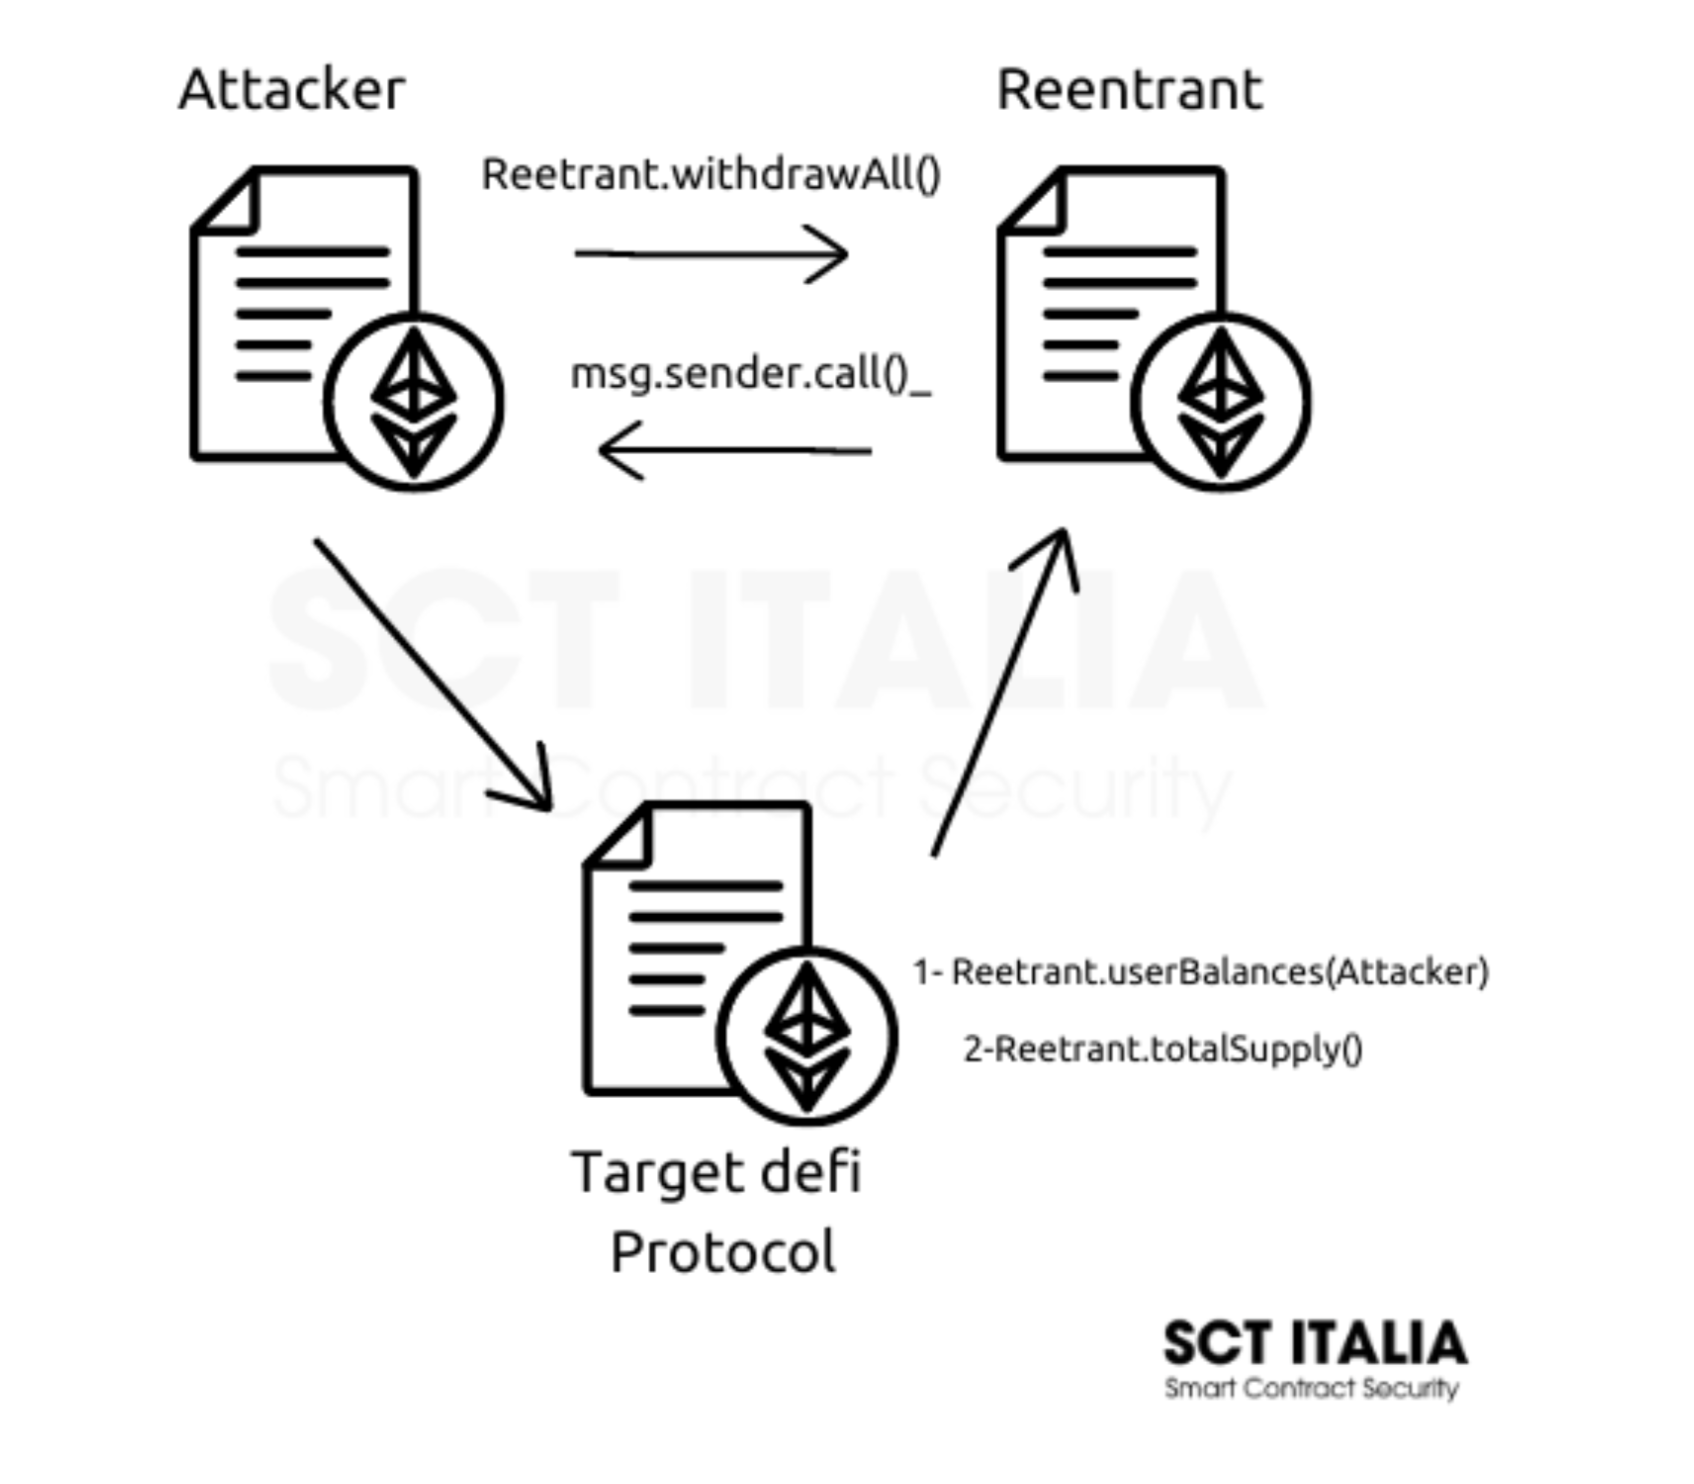 Attacker
Reentrant
Reetrant.withdrawAll()
msg.sender.call()_
SCT ITALIA
Smart Contract Security
1- Reetrant.userBalances(Attacker)
2-Reetrant.totalSupply()
Target defi
Protocol
SCT ITALIA
Smart Contract Security